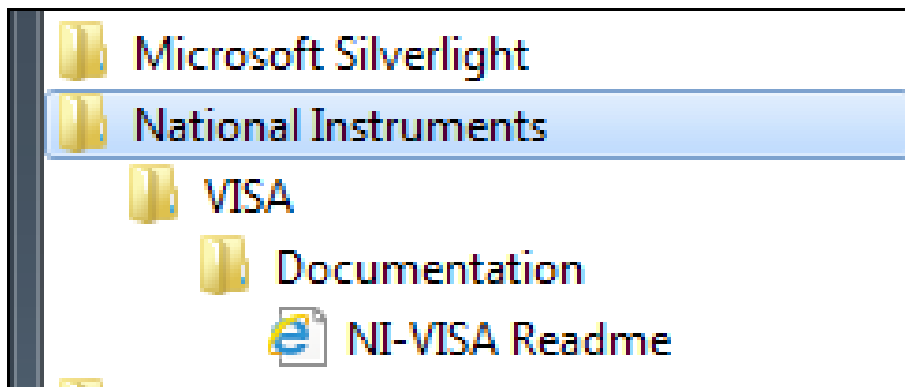 Microsoft Silverlight
National Instruments
VISA
Documentation
NI-VISA Readme